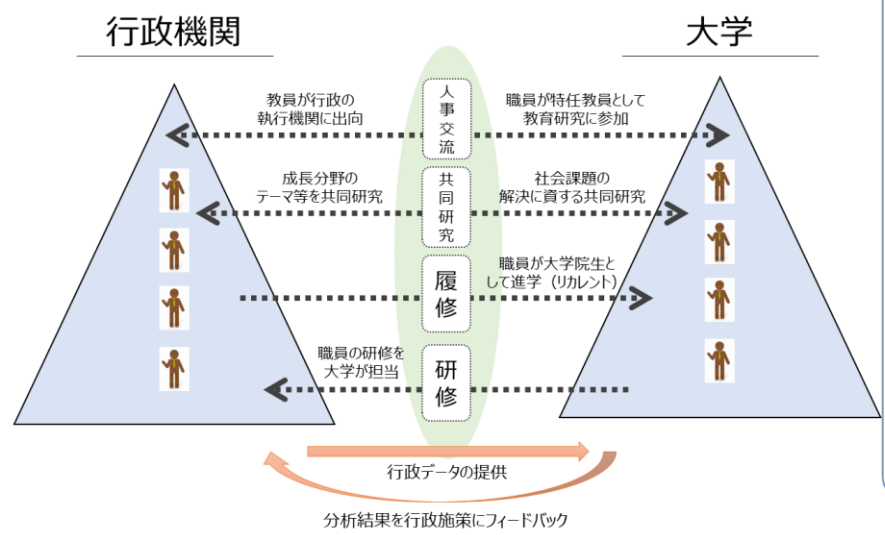 行政機関
大学
教員が行政の
執行機関に出向
人事交流
職員が特任教員として
教育研究に参加
成長分野の
テーマ等を共同研究
共同研究
社会課題の
解決に資する共同研究
履修
職員が大学院生と
して進学（リカレント）
職員の研修を
大学が担当
研修
行政データの提供
分析結果を行政施策にフィードバック